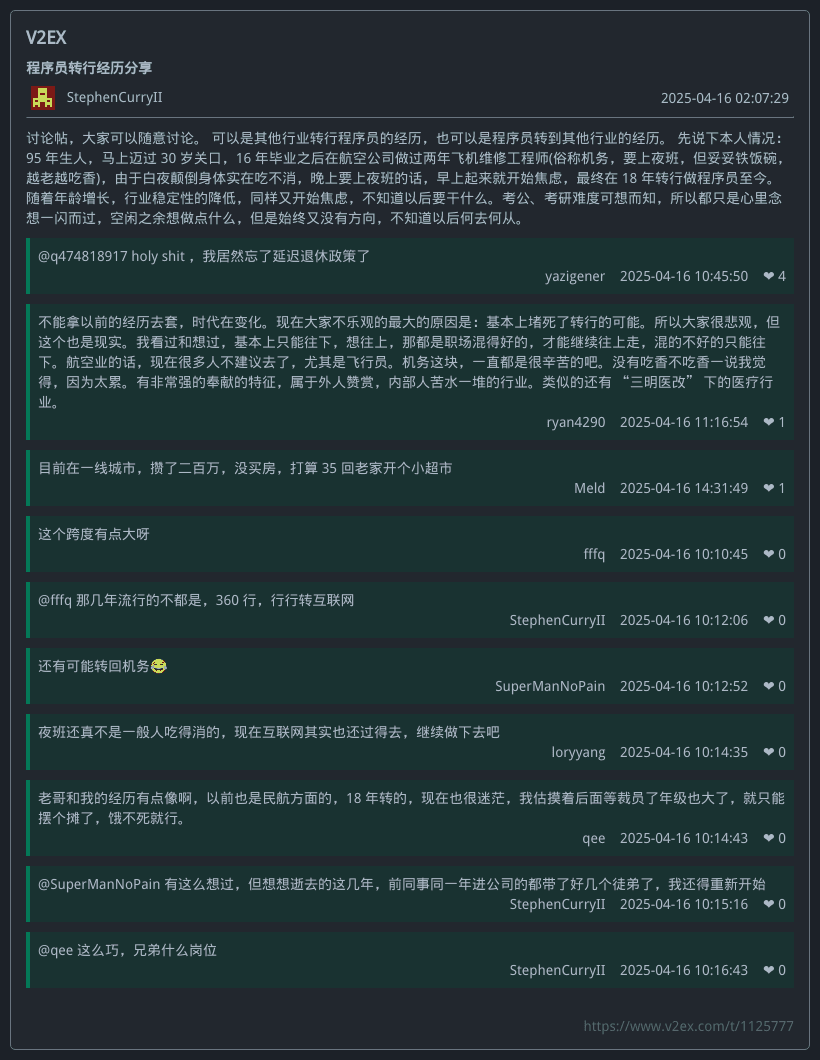 V2EX
程序员转行经历分享
StephenCurryII 2025-04-16 02:07:29
讨论帖，大家可以随意讨论。 可以是其他行业转行程序员的经历，也可以是程序员转到其他行业的经历。 先说下本人情况：
95 年生人，马上迈过 30 岁关口，16 年毕业之后在航空公司做过两年飞机维修工程师(俗称机务，要上夜班，但妥妥铁饭碗，
越老越吃香)，由于白夜颠倒身体实在吃不消，晚上要上夜班的话，早上起来就开始焦虑，最终在 18 年转行做程序员至今。
随着年龄增长，行业稳定性的降低，同样又开始焦虑，不知道以后要干什么。考公、考研难度可想而知，所以都只是心里念
想一闪而过，空闲之余想做点什么，但是始终又没有方向，不知道以后何去何从。
@q474818917 holy shit ，我居然忘了延迟退休政策了
yazigener 2025-04-16 10:45:50 ❤ 4
不能拿以前的经历去套，时代在变化。现在大家不乐观的最大的原因是：基本上堵死了转行的可能。所以大家很悲观，但
这个也是现实。我看过和想过，基本上只能往下，想往上，那都是职场混得好的，才能继续往上走，混的不好的只能往
下。航空业的话，现在很多人不建议去了，尤其是飞行员。机务这块，一直都是很辛苦的吧。没有吃香不吃香一说我觉
得，因为太累。有非常强的奉献的特征，属于外人赞赏，内部人苦水一堆的行业。类似的还有 “三明医改” 下的医疗行
业。
ryan4290 2025-04-16 11:16:54 ❤ 1
目前在一线城市，攒了二百万，没买房，打算 35 回老家开个小超市
Meld 2025-04-16 14:31:49 ❤ 1
这个跨度有点大呀
fffq 2025-04-16 10:10:45 ❤ 0
@fffq 那几年流行的不都是，360 行，行行转互联网
StephenCurryII 2025-04-16 10:12:06 ❤ 0
还有可能转回机务😂
SuperManNoPain 2025-04-16 10:12:52 ❤ 0
夜班还真不是一般人吃得消的，现在互联网其实也还过得去，继续做下去吧
loryyang 2025-04-16 10:14:35 ❤ 0
老哥和我的经历有点像啊，以前也是民航方面的，18 年转的，现在也很迷茫，我估摸着后面等裁员了年级也大了，就只能
摆个摊了，饿不死就行。
qee 2025-04-16 10:14:43 ❤ 0
@SuperManNoPain 有这么想过，但想想逝去的这几年，前同事同一年进公司的都带了好几个徒弟了，我还得重新开始
StephenCurryII 2025-04-16 10:15:16 ❤ 0
@qee 这么巧，兄弟什么岗位
StephenCurryII 2025-04-16 10:16:43 ❤ 0
https://www.v2ex.com/t/1125777